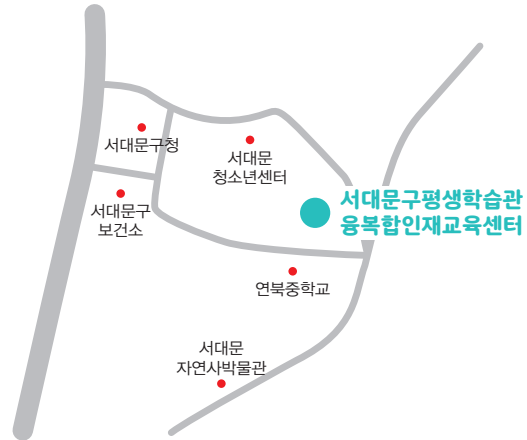 서대문구청
서대문
청소년센터
서대문구평생학습관
융복합인재교육센터
서대문구
보건소
연북중학교
서대문
자연사박물관